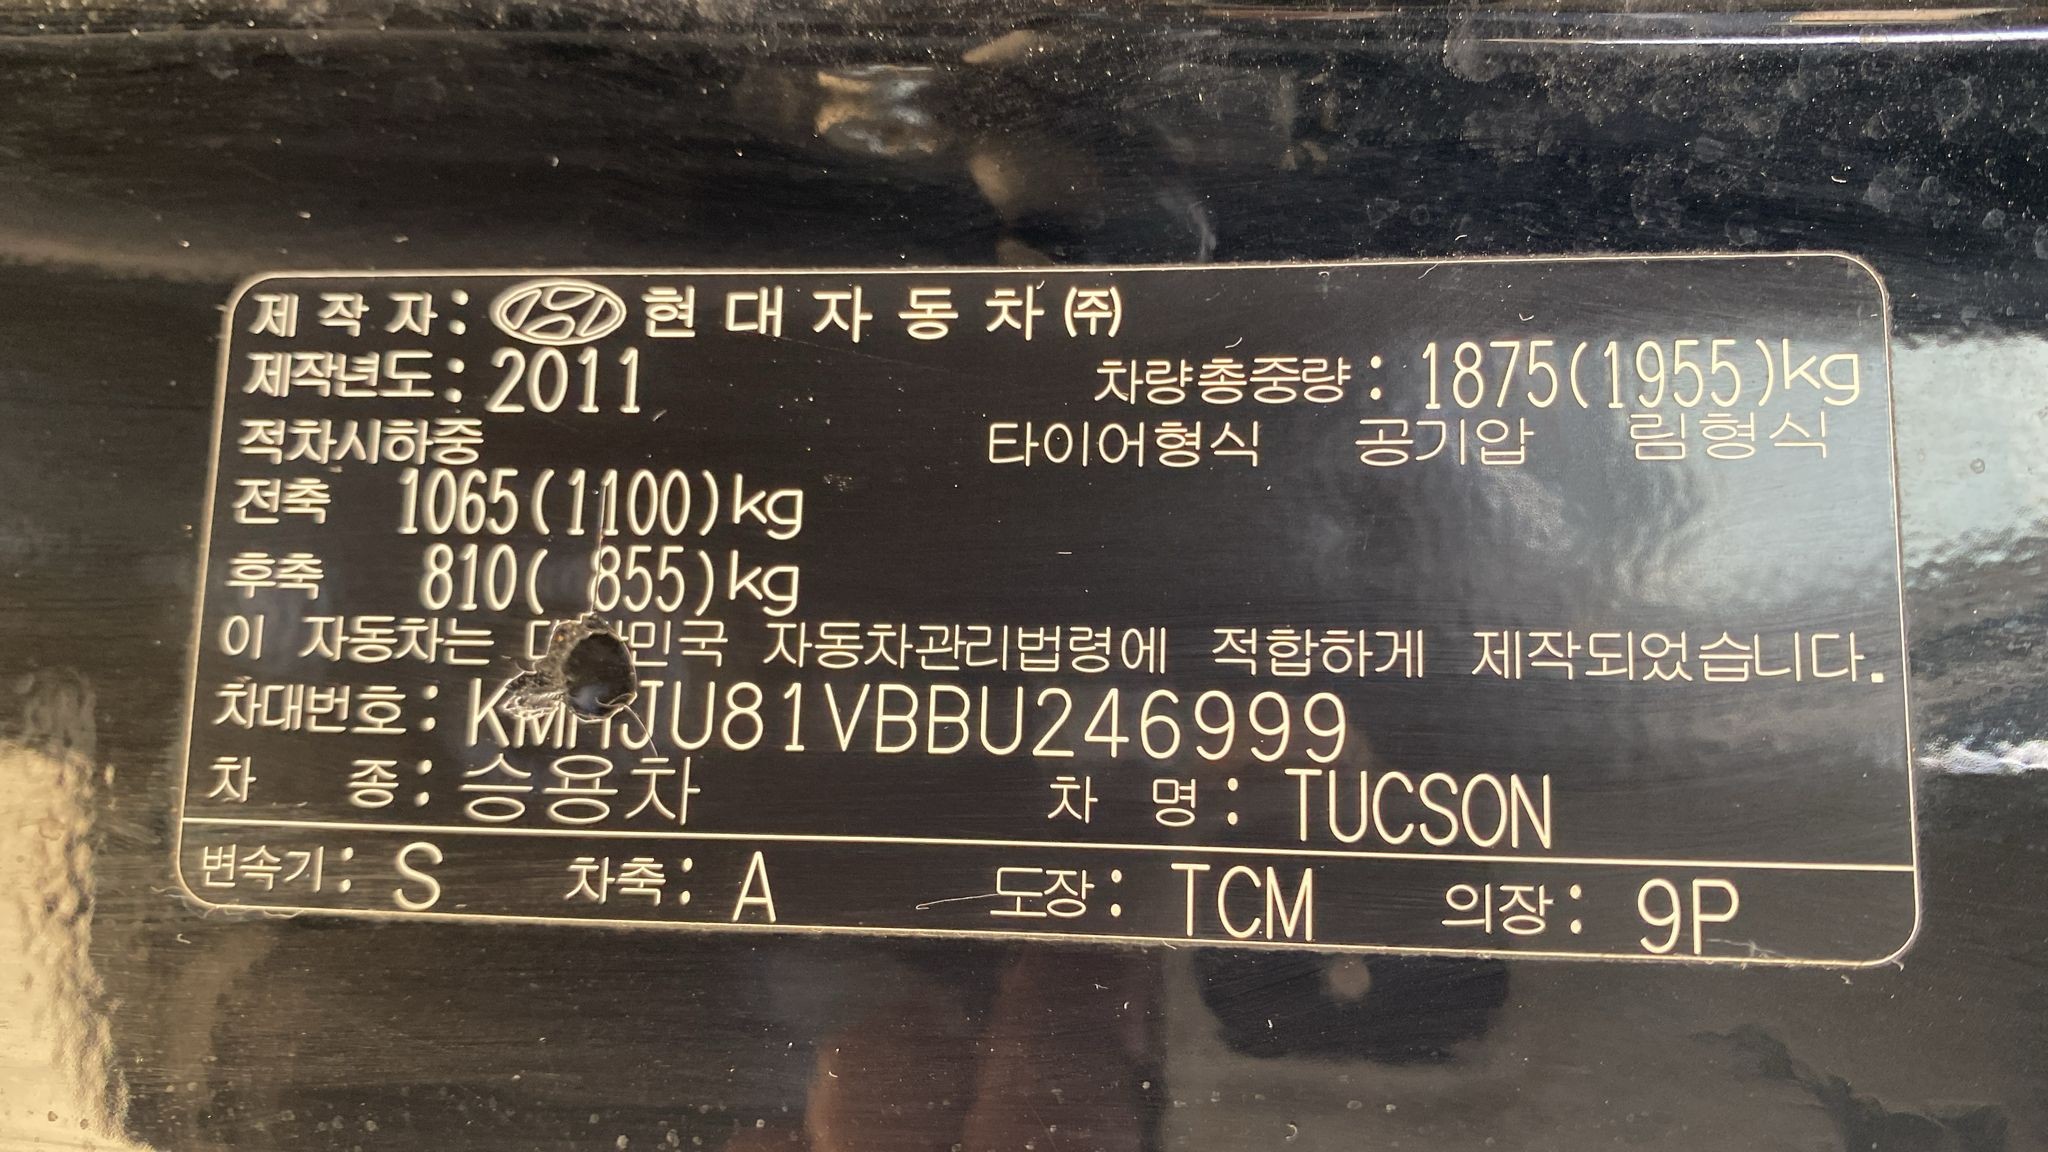 제작자: 현대자동차㈜
제작년도: 2011 차량총중량: 1875(1955)kg
적차시하중 타이어형식 공기압 림형식
전축 1065(1100)kg
후축 810( 855)kg
이 자동차는 대한민국 자동차관리법령에 적합하게 제작되었습니다.
차대번호: KMHJU81VBBU246999
차 종: 승용차 차 명: TUCSON
변속기: S 차축: A 도장: TCM 의장: 9P